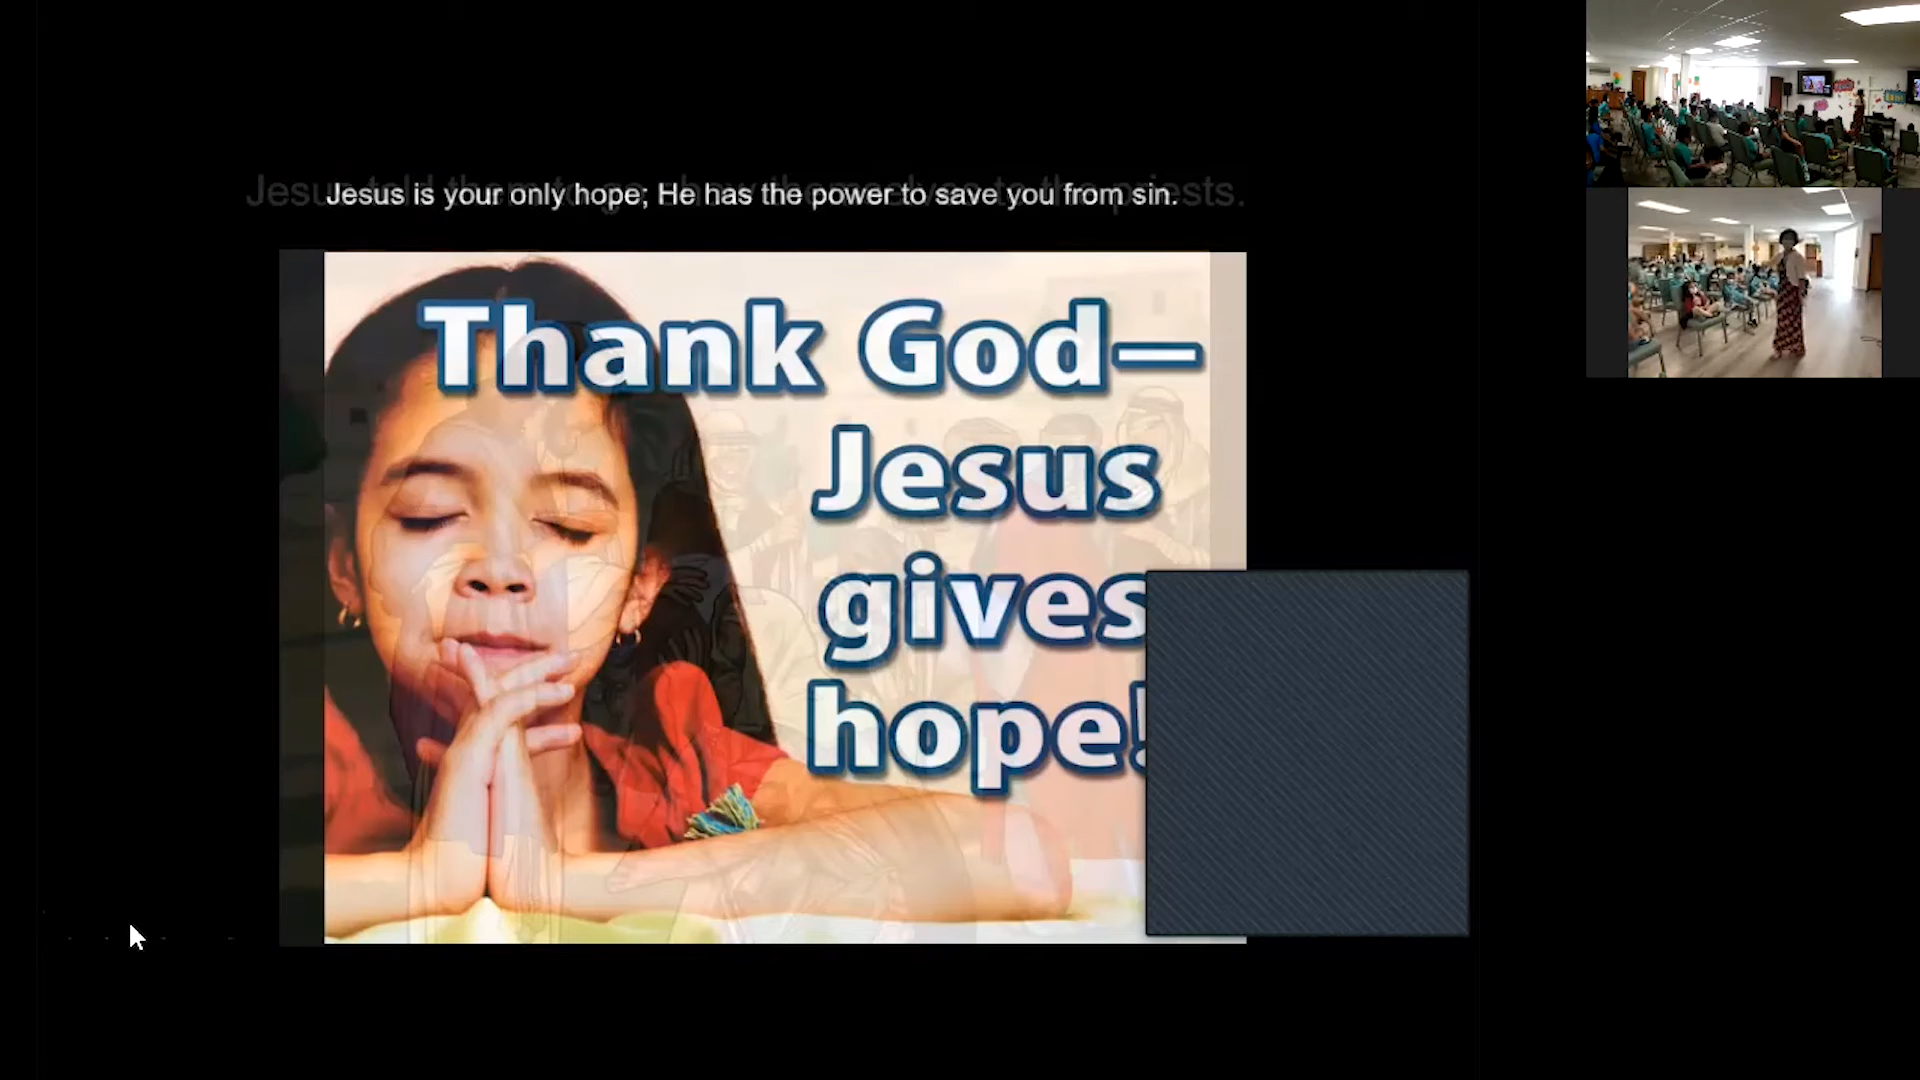 Jesus is your only hope; He has the power to save you from sin.
Thank God—
Jesus
gives
hope!